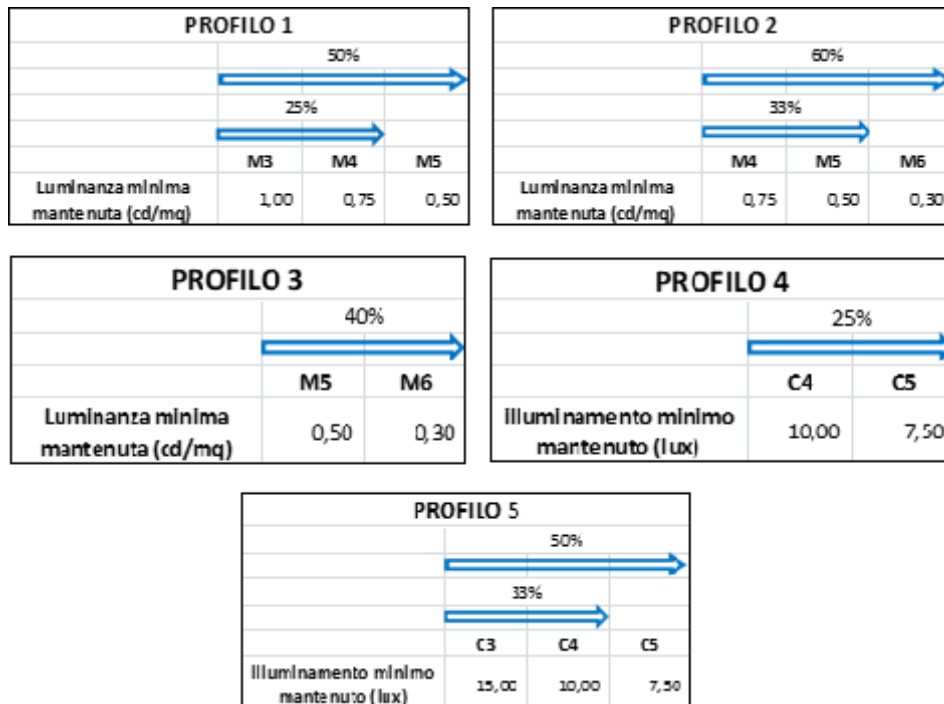 PROFILO 1
50%
25%
M3 M4 M5
Luminanza minima
mantenuta (cd/mq)
1,00 0,75 0,50
PROFILO 2
60%
33%
M4 M5 M6
Luminanza minima
mantenuta (cd/mq)
0,75 0,50 0,30
PROFILO 3
40%
M5 M6
Luminanza minima
mantenuta (cd/mq)
0,50 0,30
PROFILO 4
25%
C4 C5
illuminamento minimo
mantenuto (lux)
10,00 7,50
PROFILO 5
50%
33%
C3 C4 C5
illuminamento minimo
mantenuto (lux)
15,00 10,00 7,50